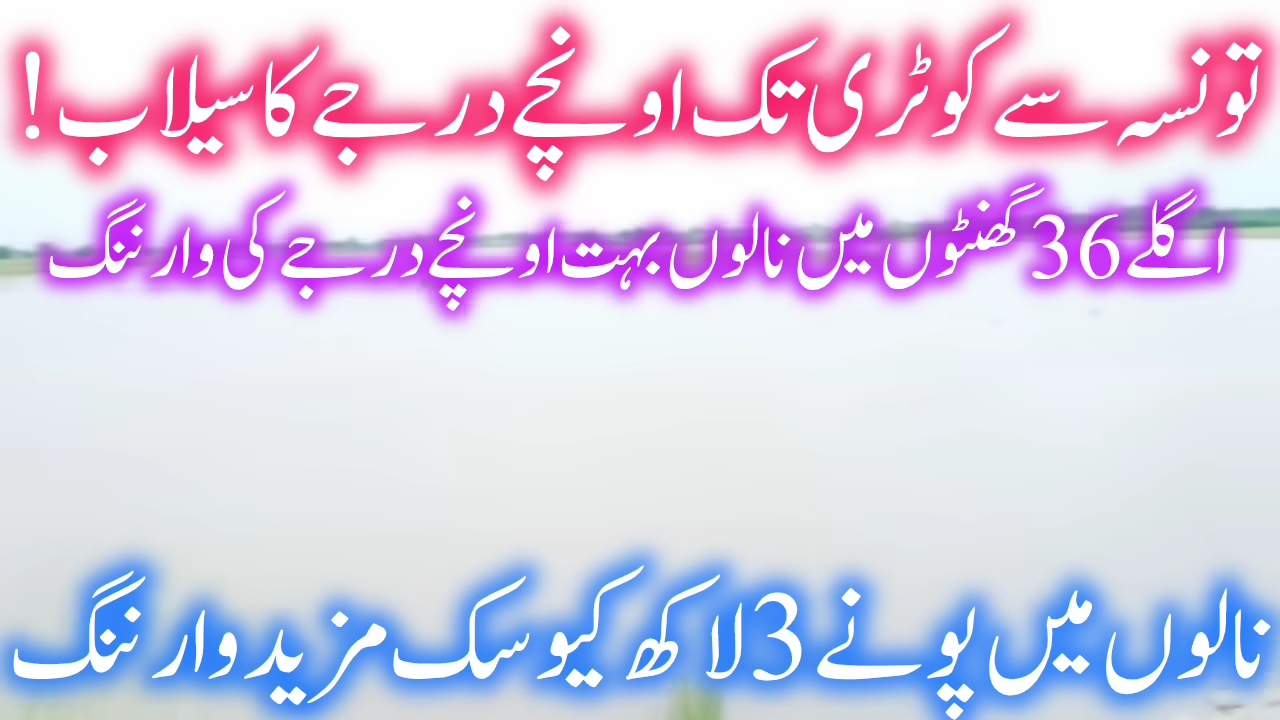 تونسہ سے کوٹری تک اونچے درجے کا سیلاب!
اگلے 36 گھنٹوں میں نالوں بہت اونچے درجے کی وارننگ
نالوں میں پونے 3 لاکھ کیوسک مزید وارننگ